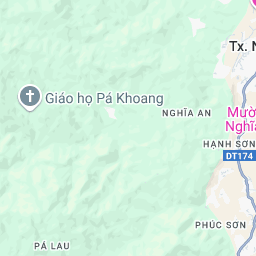 Tx. N
Giáo họ Pá Khoang
NGHĨA AN
Mườ
Nghĩa
HẠNH SƠN
DT174
PHÚC SƠN
PÁ LAU